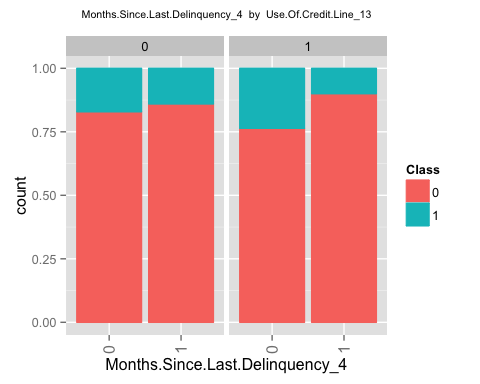 Months.Since.Last.Delinquency_4 by Use.Of.Credit.Line_13
0 1
1.00
0.75
0.50
0.25
0.00
count
0 1 0 1
Months.Since.Last.Delinquency_4
Class
0
1